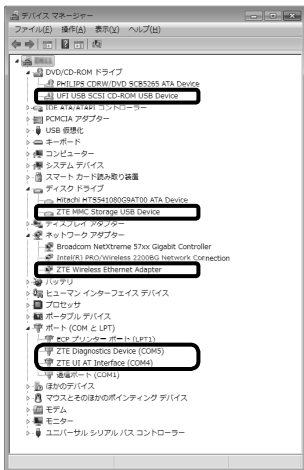 デバイス マネージャー
ファイル(F) 操作(A) 表示(V) ヘルプ(H)
DVD/CD-ROM ドライブ
PHILIPS CDRW/DVD SCB5265 ATA Device
UFI USB SCSI CD-ROM USB Device
IDE ATA/ATAPI コントローラー
PCMCIA アダプター
USB 仮想化
キーボード
コンピューター
システム デバイス
スマート カード読み取り装置
ディスク ドライブ
Hitachi HTS541080G9AT00 ATA Device
ZTE MMC Storage USB Device
ディスプレイ アダプター
ネットワーク アダプター
Broadcom NetXtreme 57xx Gigabit Controller
Intel(R) PRO/Wireless 2200BG Network Connection
ZTE Wireless Ethernet Adapter
バッテリ
ヒューマン インターフェイス デバイス
プロセッサ
ポータブル デバイス
ポート (COM と LPT)
ECP プリンター ポート (LPT1)
ZTE Diagnostics Device (COM5)
ZTE UI AT Interface (COM4)
通信ポート (COM1)
ほかのデバイス
マウスとそのほかのポインティング デバイス
モデム
モニター
ユニバーサル シリアル バス コントローラー